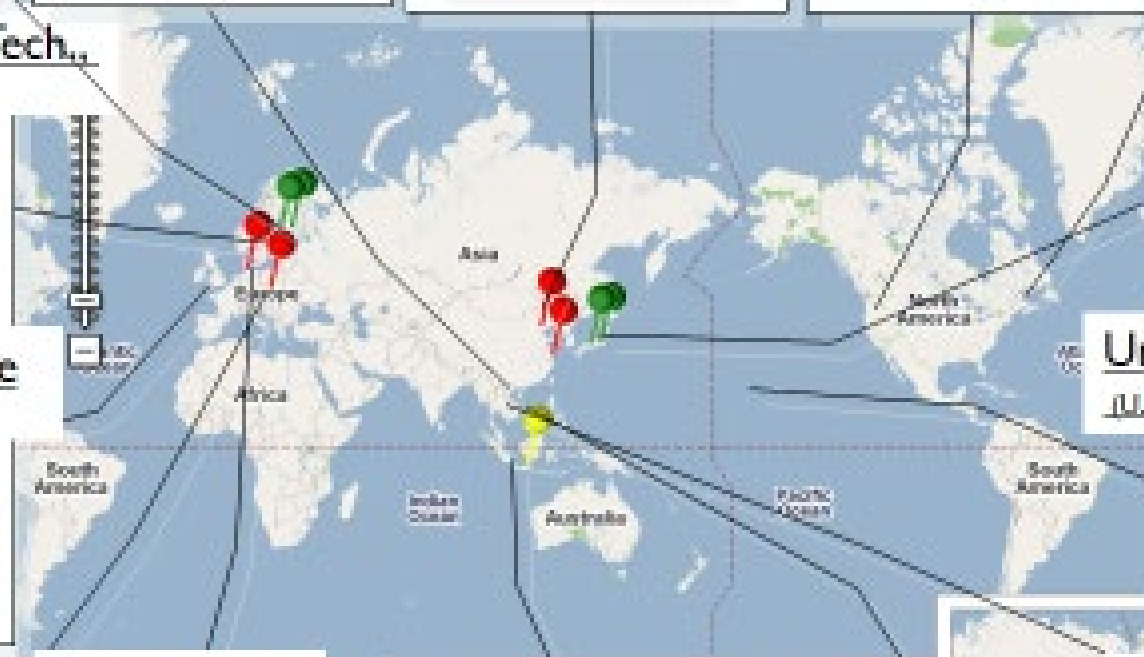 Tech.,
Asia
Europe
North
America
e
Africa
Un
(U.
South
America
Indian
Ocean
Australia
Pacific
Ocean
South
America